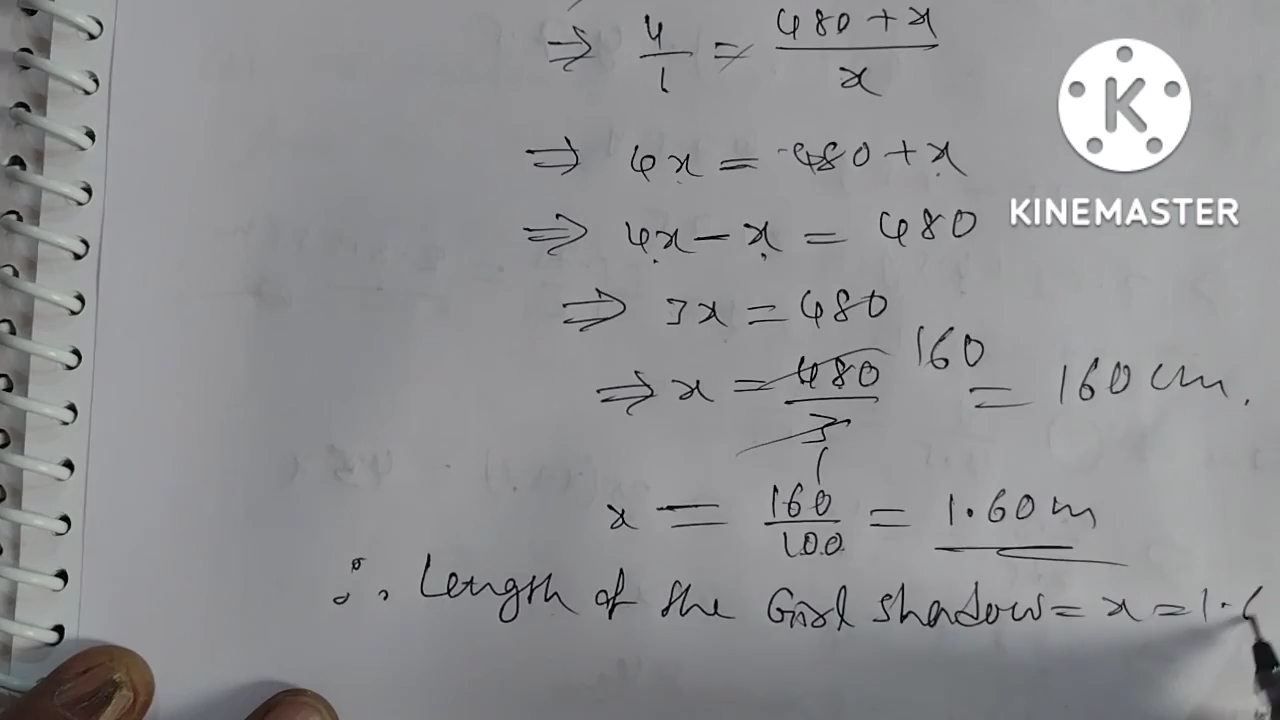 ⇒ 4/1 = 480 + x / x
⇒ 4x = 480 + x
⇒ 4x − x = 480
⇒ 3x = 480
⇒ x = 480/3 160 = 160 cm.
1
x = 160/100 = 1.60 m
∴ Length of the Girl shadow = x = 1.6
K
KINEMASTER